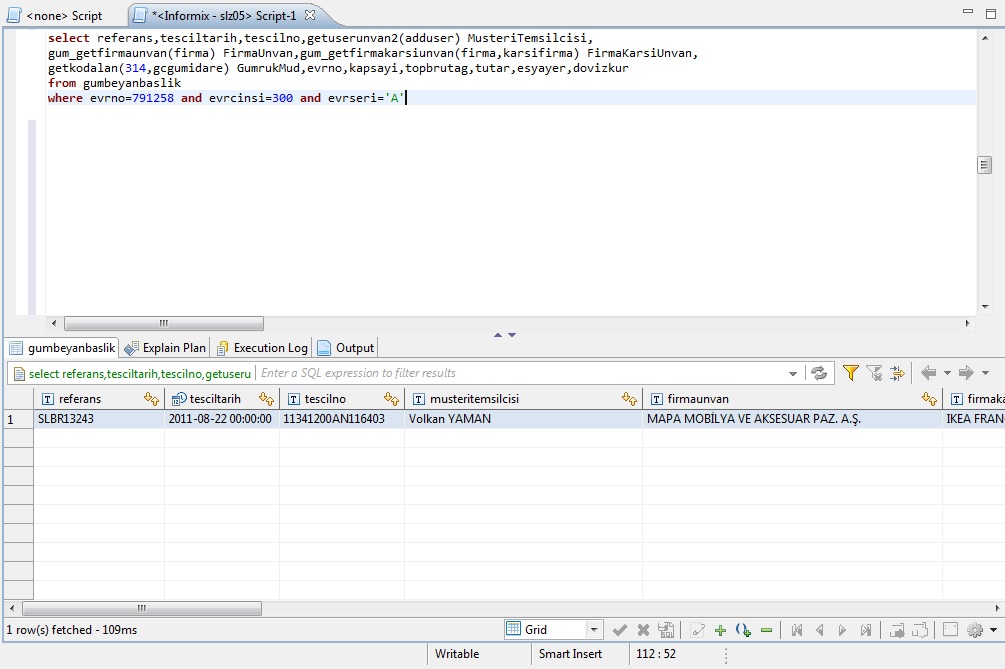 <none> Script
*<Informix - slz05> Script-1
select referans,tesciltarih,tescilno,getuserunvan2(adduser) MusteriTemsilcisi,
gum_getfirmaunvan(firma) FirmaUnvan,gum_getfirmakarsiunvan(firma,karsifirma) FirmaKarsiUnvan,
getkodalan(314,gcgumidare) GumrukMud,evrno,kapsayi,topbrutag,tutar,esyayer,dovizkur
from gumbeyanbaslik
where evrno=791258 and evrcinsi=300 and evrseri='A'
gumbeyanbaslik Explain Plan Execution Log Output
select referans,tesciltarih,tescilno,getuseru Enter a SQL expression to filter results
referans tesciltarih tescilno musteritemsilcisi firmaunvan firmaka
1 SLBR13243 2011-08-22 00:00:00 11341200AN116403 Volkan YAMAN MAPA MOBİLYA VE AKSESUAR PAZ. A.Ş. IKEA FRAN
1 row(s) fetched - 109ms Grid
Writable Smart Insert 112 : 52